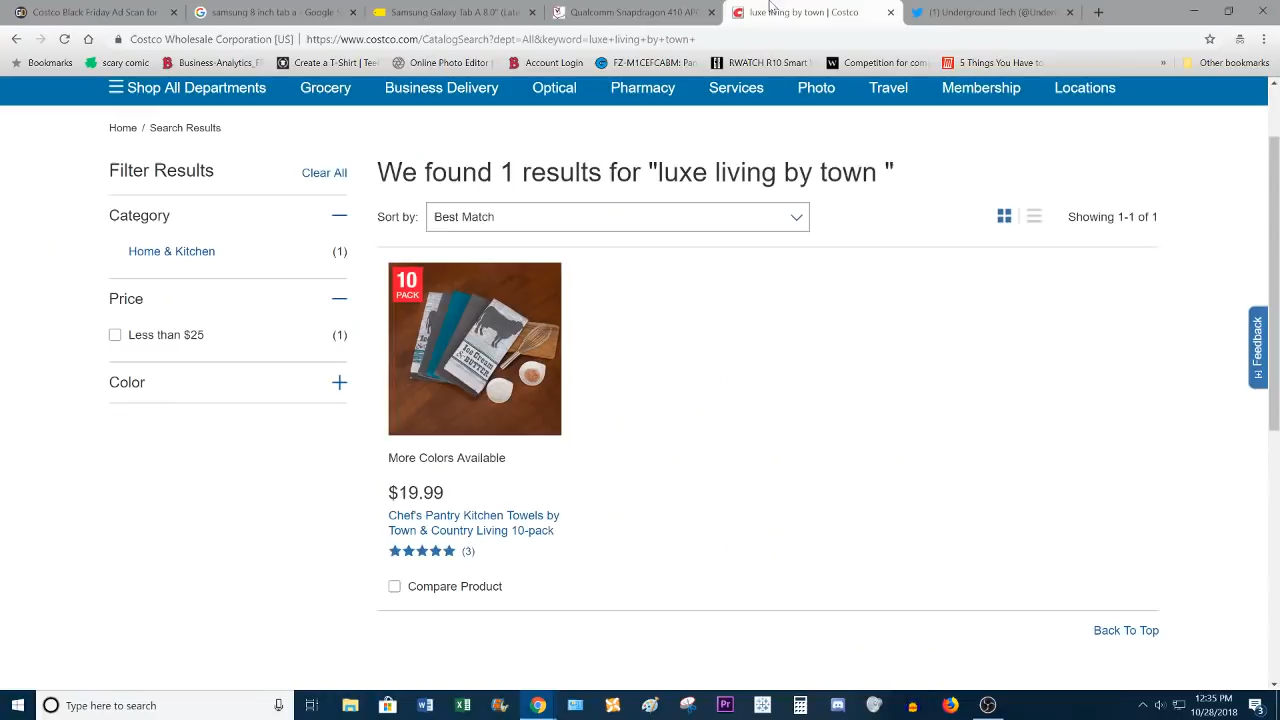 Costco Black Friday 2018 Ad
samsung 8 inch tab a - Google S
Samsung Galaxy Tab A 8.0" (Late
Qualcomm Snapdragon 410 APQ
luxe living by town | Costco
(1) Underground Tech (@Under
Costco Wholesale Corporation [US] | https://www.costco.com/CatalogSearch?dept=All&keyword=luxe+living+by+town+
Bookmarks
scary comic
Business-Analytics_F
Create a T-Shirt | Tee
Online Photo Editor |
Account Login
FZ-M1CEFCABM: Pan
RWATCH R10 Smart
Competition for com
5 Things You Have to
»
Other bookmarks
Shop All Departments
Grocery
Business Delivery
Optical
Pharmacy
Services
Photo
Travel
Membership
Locations
Home / Search Results
Filter Results
Clear All
Category
Home & Kitchen
(1)
Price
Less than $25
(1)
Color
We found 1 results for "luxe living by town "
Sort by:
Best Match
Showing 1-1 of 1
10
PACK
Ice Cream
& BUTTER
More Colors Available
$19.99
Chef's Pantry Kitchen Towels by
Town & Country Living 10-pack
(3)
Compare Product
Back To Top
Feedback
Type here to search
12:35 PM
10/28/2018
3